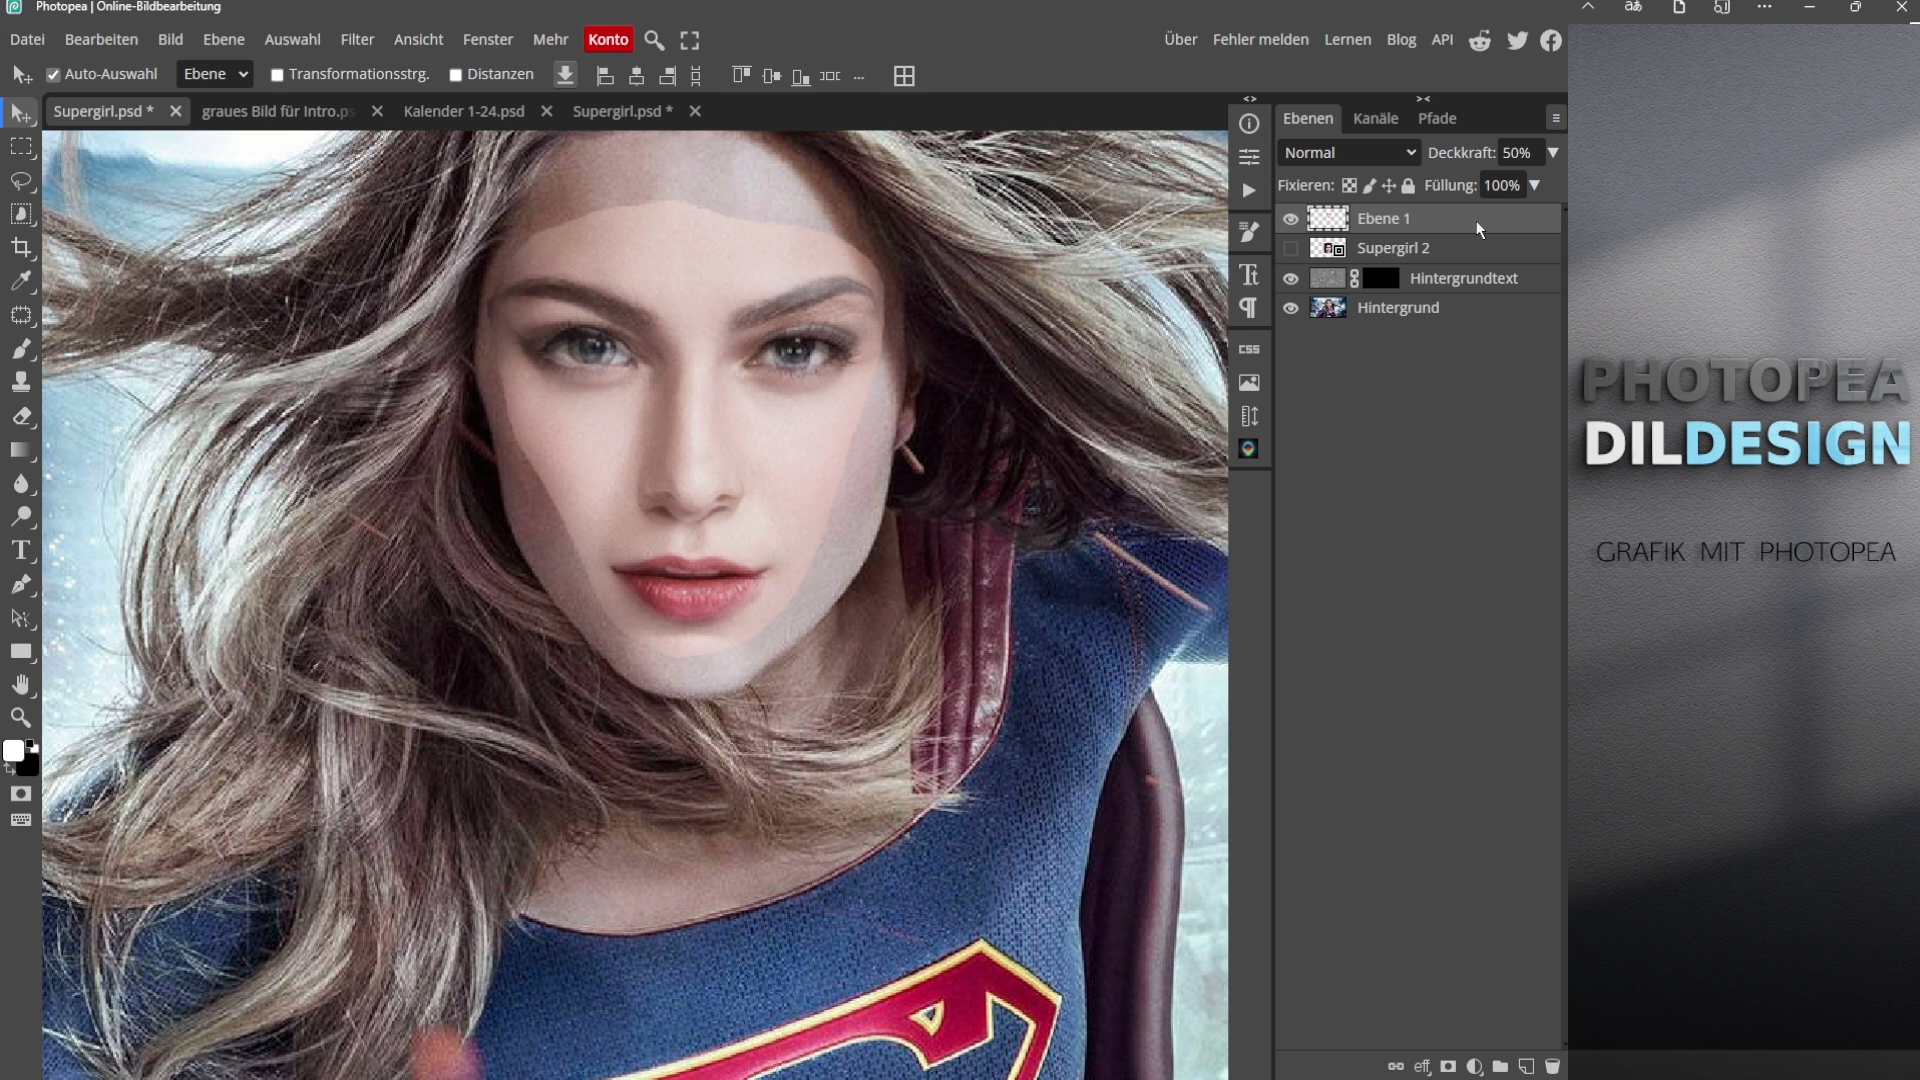 Photopea | Online-Bildbearbeitung
Datei Bearbeiten Bild Ebene Auswahl Filter Ansicht Fenster Mehr Konto
Über Fehler melden Lernen Blog API
Auto-Auswahl Ebene Transformationsstrg. Distanzen ...
Supergirl.psd * graues Bild für Intro.ps Kalender 1-24.psd Supergirl.psd *
Ebenen Kanäle Pfade
Normal Deckkraft: 50%
Fixieren: Füllung: 100%
Ebene 1
Supergirl 2
Hintergrundtext
Hintergrund
CSS
PHOTOPEA
DILDESIGN
GRAFIK MIT PHOTOPEA
eff